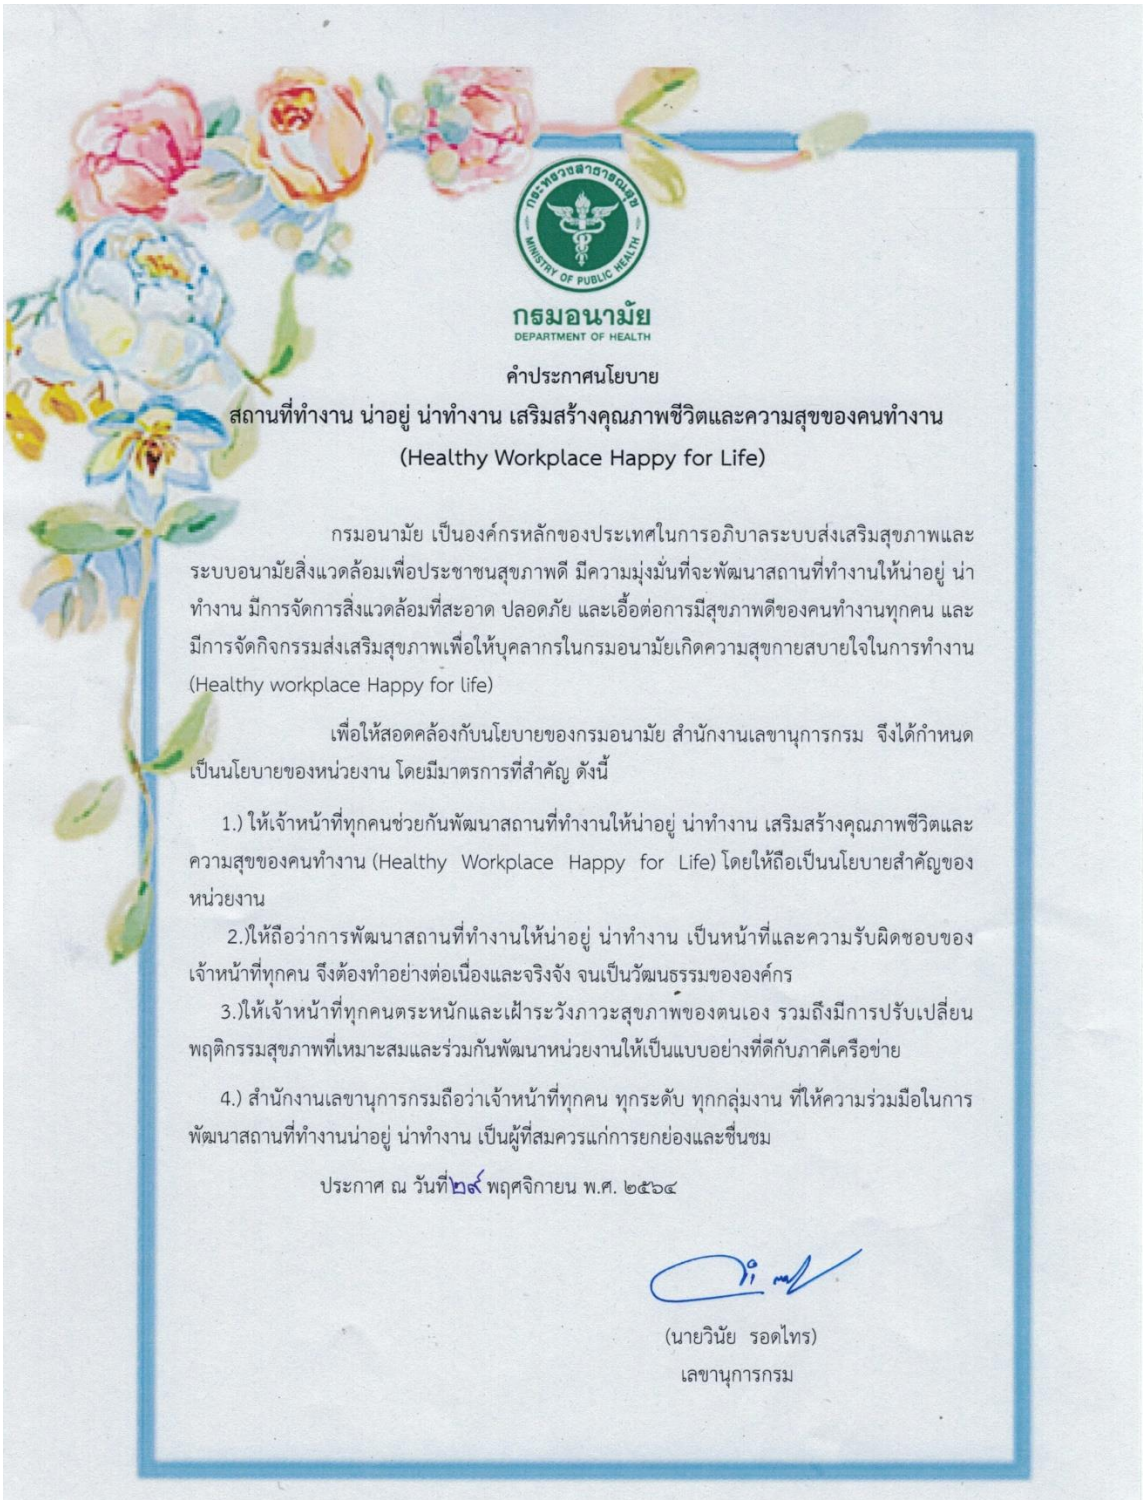 กระทรวงสาธารณสุข
MINISTRY OF PUBLIC HEALTH
กรมอนามัย
DEPARTMENT OF HEALTH
คำประกาศนโยบาย
สถานที่ทำงาน น่าอยู่ น่าทำงาน เสริมสร้างคุณภาพชีวิตและความสุขของคนทำงาน
(Healthy Workplace Happy for Life)
กรมอนามัย เป็นองค์กรหลักของประเทศในการอภิบาลระบบส่งเสริมสุขภาพและ
ระบบอนามัยสิ่งแวดล้อมเพื่อประชาชนสุขภาพดี มีความมุ่งมั่นที่จะพัฒนาสถานที่ทำงานให้น่าอยู่ น่า
ทำงาน มีการจัดการสิ่งแวดล้อมที่สะอาด ปลอดภัย และเอื้อต่อการมีสุขภาพดีของคนทำงานทุกคน และ
มีการจัดกิจกรรมส่งเสริมสุขภาพเพื่อให้บุคลากรในกรมอนามัยเกิดความสุขกายสบายใจในการทำงาน
(Healthy workplace Happy for life)
เพื่อให้สอดคล้องกับนโยบายของกรมอนามัย สำนักงานเลขานุการกรม จึงได้กำหนด
เป็นนโยบายของหน่วยงาน โดยมีมาตรการที่สำคัญ ดังนี้
1.) ให้เจ้าหน้าที่ทุกคนช่วยกันพัฒนาสถานที่ทำงานให้น่าอยู่ น่าทำงาน เสริมสร้างคุณภาพชีวิตและ
ความสุขของคนทำงาน (Healthy Workplace Happy for Life) โดยให้ถือเป็นนโยบายสำคัญของ
หน่วยงาน
2.)ให้ถือว่าการพัฒนาสถานที่ทำงานให้น่าอยู่ น่าทำงาน เป็นหน้าที่และความรับผิดชอบของ
เจ้าหน้าที่ทุกคน จึงต้องทำอย่างต่อเนื่องและจริงจัง จนเป็นวัฒนธรรมขององค์กร
3.)ให้เจ้าหน้าที่ทุกคนตระหนักและเฝ้าระวังภาวะสุขภาพของตนเอง รวมถึงมีการปรับเปลี่ยน
พฤติกรรมสุขภาพที่เหมาะสมและร่วมกันพัฒนาหน่วยงานให้เป็นแบบอย่างที่ดีกับภาคีเครือข่าย
4.) สำนักงานเลขานุการกรมถือว่าเจ้าหน้าที่ทุกคน ทุกระดับ ทุกกลุ่มงาน ที่ให้ความร่วมมือในการ
พัฒนาสถานที่ทำงานน่าอยู่ น่าทำงาน เป็นผู้ที่สมควรแก่การยกย่องและชื่นชม
ประกาศ ณ วันที่ ๒๙ พฤศจิกายน พ.ศ. ๒๕๖๔
(นายวินัย รอดไทร)
เลขานุการกรม